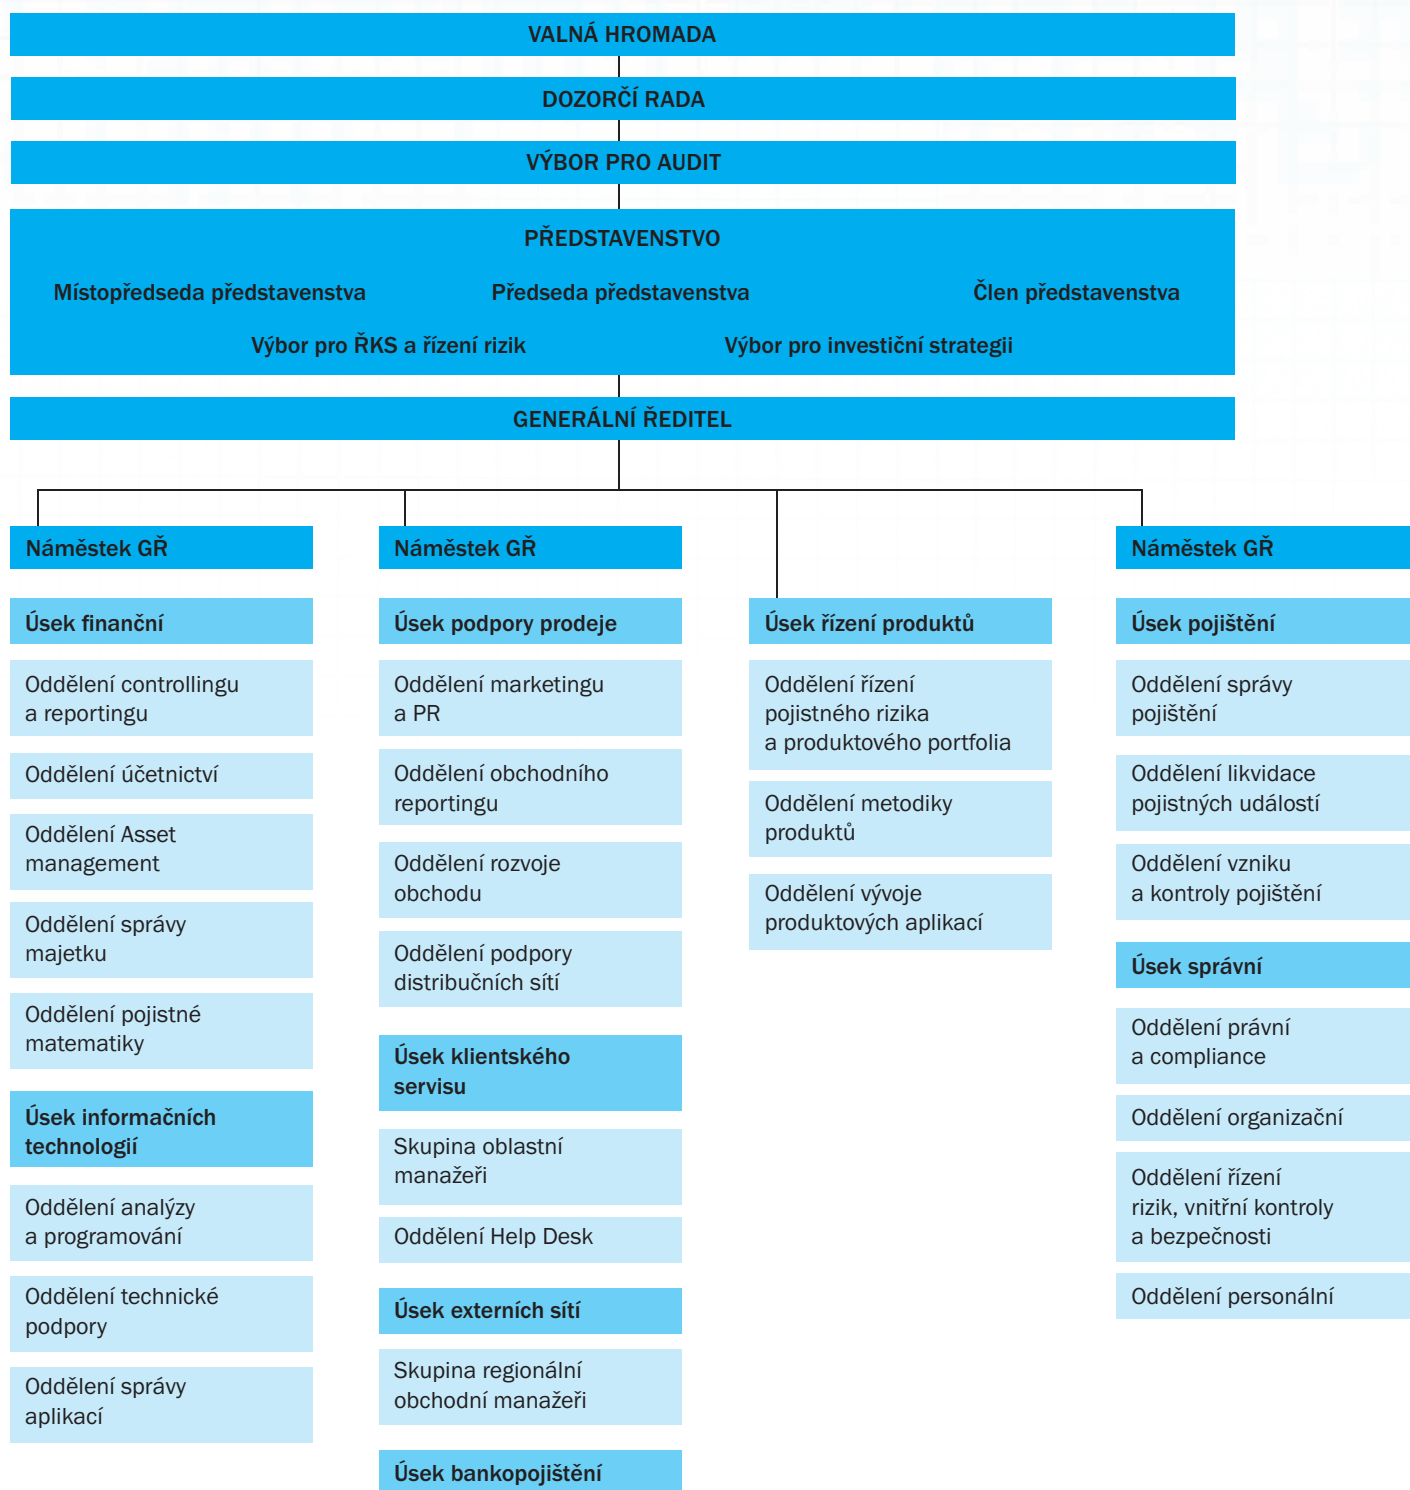 VALNÁ HROMADA
DOZORČÍ RADA
VÝBOR PRO AUDIT
PŘEDSTAVENSTVO
Místopředseda představenstva
Předseda představenstva
Člen představenstva
Výbor pro ŘKS a řízení rizik
Výbor pro investiční strategii
GENERÁLNÍ ŘEDITEL
Náměstek GŘ
Úsek finanční
Oddělení controllingu
a reportingu
Oddělení účetnictví
Oddělení Asset
management
Oddělení správy
majetku
Oddělení pojistné
matematiky
Úsek informačních
technologií
Oddělení analýzy
a programování
Oddělení technické
podpory
Oddělení správy
aplikací
Náměstek GŘ
Úsek podpory prodeje
Oddělení marketingu
a PR
Oddělení obchodního
reportingu
Oddělení rozvoje
obchodu
Oddělení podpory
distribučních sítí
Úsek klientského
servisu
Skupina oblastní
manažeři
Oddělení Help Desk
Úsek externích sítí
Skupina regionální
obchodní manažeři
Úsek bankopojištění
Úsek řízení produktů
Oddělení řízení
pojistného rizika
a produktového portfolia
Oddělení metodiky
produktů
Oddělení vývoje
produktových aplikací
Náměstek GŘ
Úsek pojištění
Oddělení správy
pojištění
Oddělení likvidace
pojistných událostí
Oddělení vzniku
a kontroly pojištění
Úsek správní
Oddělení právní
a compliance
Oddělení organizační
Oddělení řízení
rizik, vnitřní kontroly
a bezpečnosti
Oddělení personální